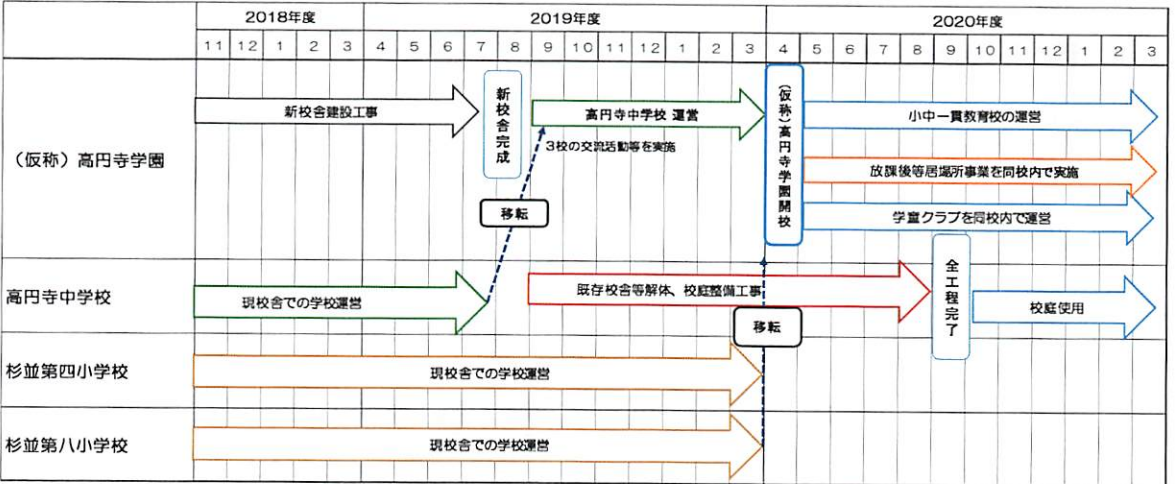 2018年度 2019年度 2020年度
11 12 1 2 3 4 5 6 7 8 9 10 11 12 1 2 3 4 5 6 7 8 9 10 11 12 1 2 3
(仮称)高円寺学園
新校舎建設工事
新校舎完成
高円寺中学校 運営
3校の交流活動等を実施
移転
(仮称)高円寺学園開校
小中一貫教育校の運営
放課後等居場所事業を同校内で実施
学童クラブを同校内で運営
高円寺中学校
現校舎での学校運営
既存校舎等解体、校庭整備工事
移転
全工程完了
校庭使用
杉並第四小学校
現校舎での学校運営
杉並第八小学校
現校舎での学校運営